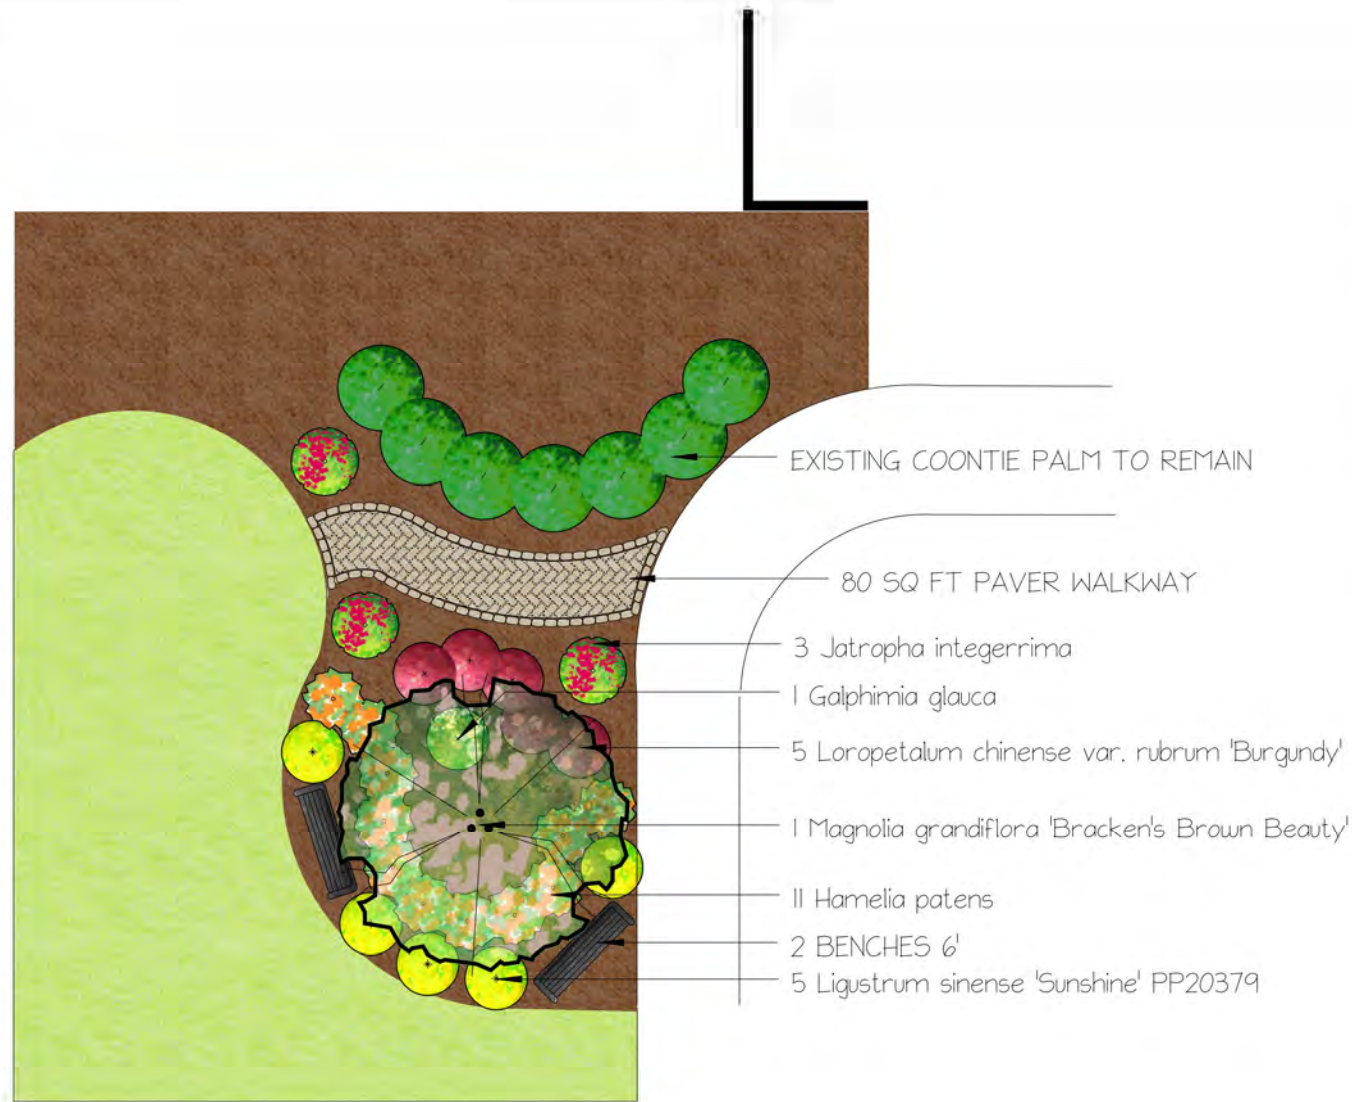 EXISTING COONTIE PALM TO REMAIN
80 SQ FT PAVER WALKWAY
3 Jatropha integerrima
1 Galphimia glauca
5 Loropetalum chinense var. rubrum 'Burgundy'
1 Magnolia grandiflora 'Bracken's Brown Beauty'
11 Hamelia patens
2 BENCHES 6'
5 Ligustrum sinense 'Sunshine' PP20379